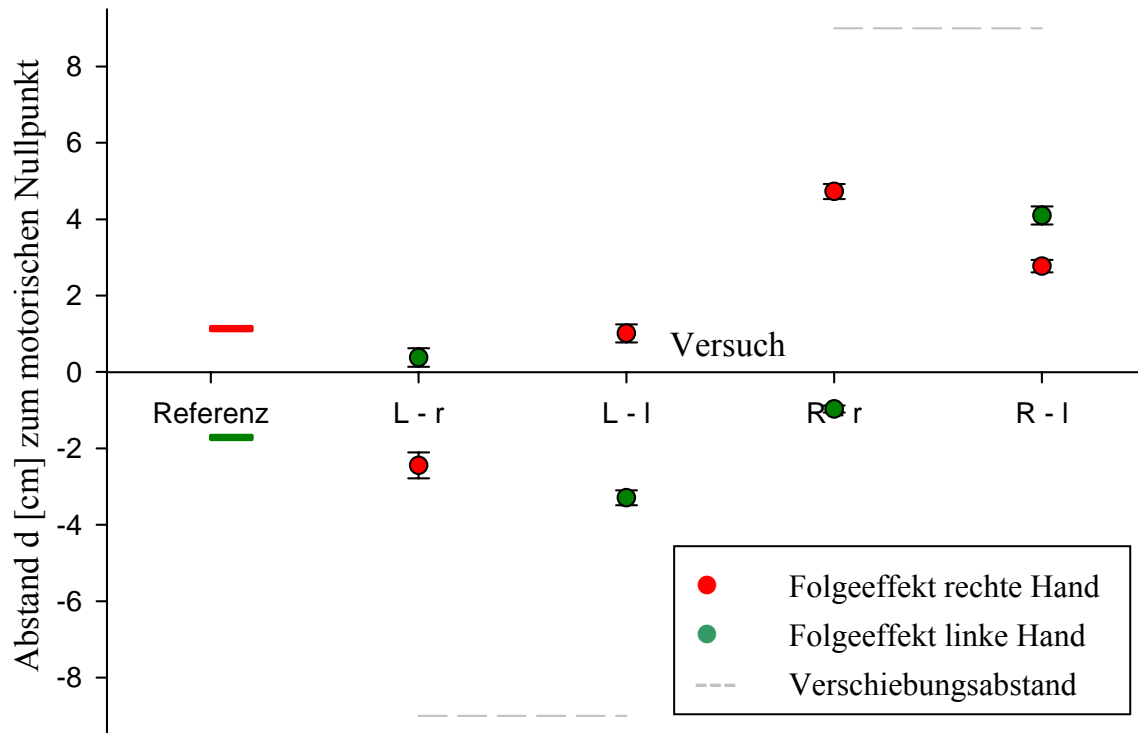 Abstand d [cm] zum motorischen Nullpunkt
8
6
4
2
0
-2
-4
-6
-8
Versuch
Referenz
L - r
L - l
R - r
R - l
Folgeeffekt rechte Hand
Folgeeffekt linke Hand
Verschiebungsabstand